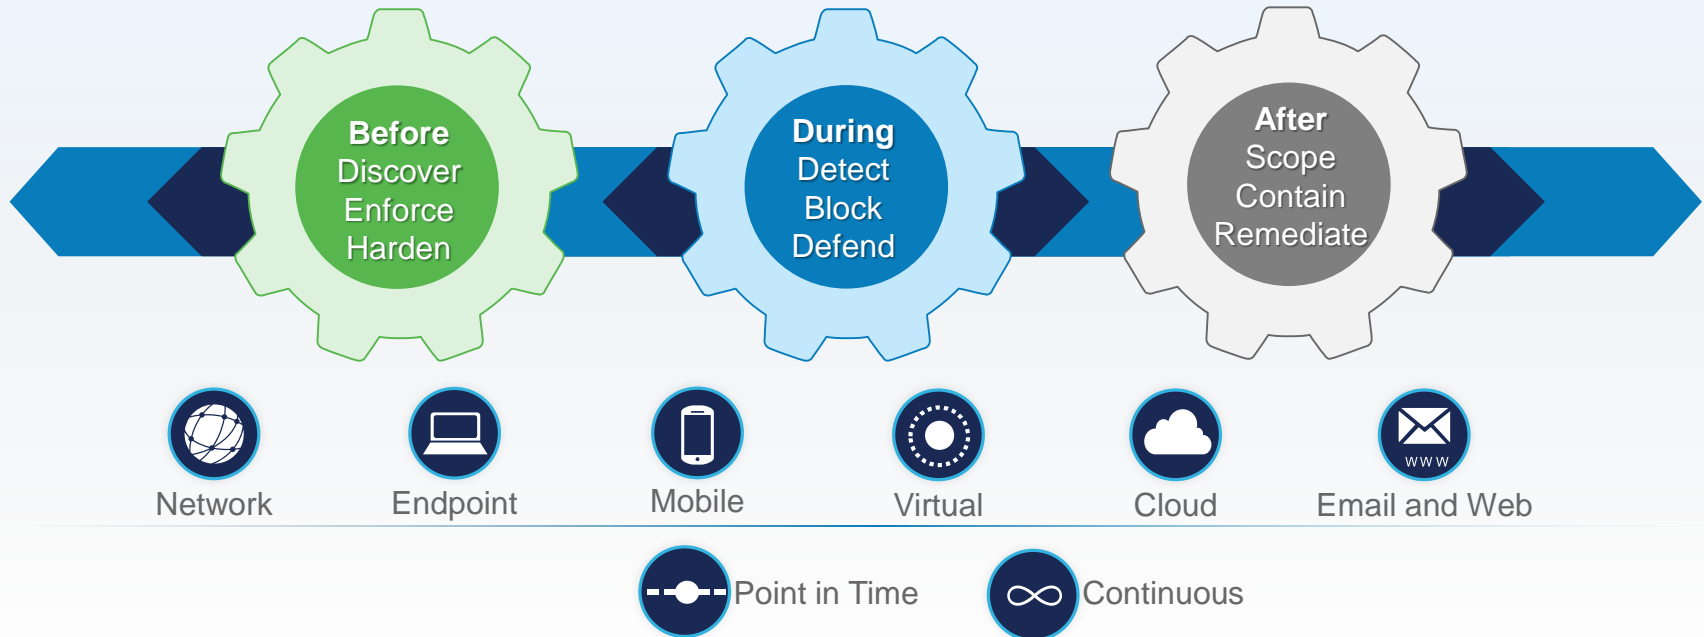 Before
Discover
Enforce
Harden
During
Detect
Block
Defend
After
Scope
Contain
Remediate
Network
Endpoint
Mobile
Virtual
Cloud
www
Email and Web
Point in Time
Continuous